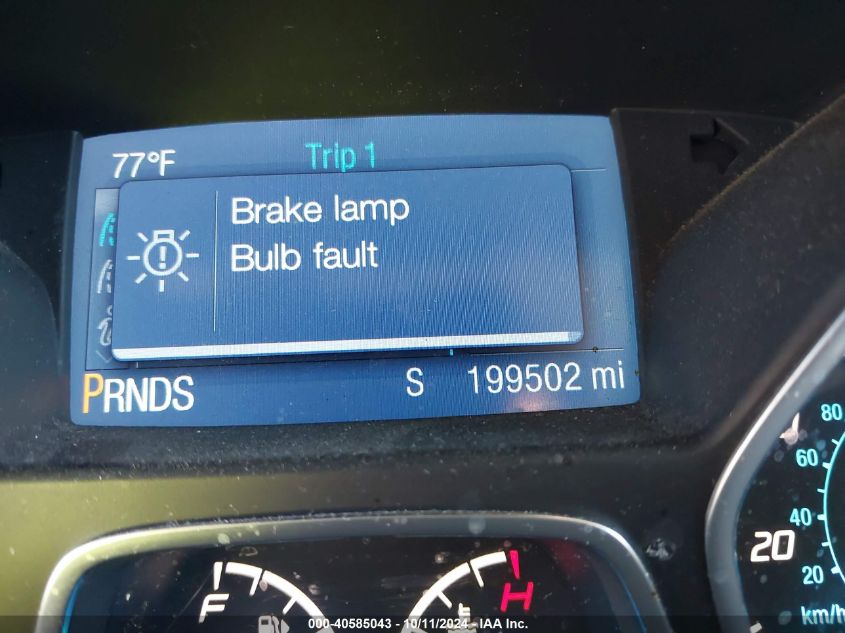 77°F Trip 1
Brake lamp
Bulb fault
PRNDS S 199502 mi
80
60
40
20 20
km/h
F H
000-40585043 - 10/11/2024 - IAA Inc.